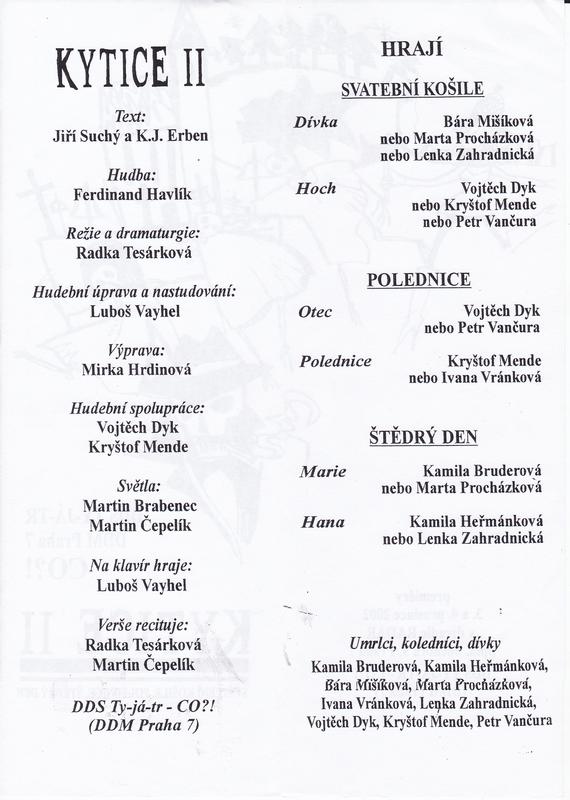 KYTICE II
Text:
Jiří Suchý a K.J. Erben
Hudba:
Ferdinand Havlík
Režie a dramaturgie:
Radka Tesárková
Hudební úprava a nastudování:
Luboš Vayhel
Výprava:
Mirka Hrdinová
Hudební spolupráce:
Vojtěch Dyk
Kryštof Mende
Světla:
Martin Brabenec
Martin Čepelík
Na klavír hraje:
Luboš Vayhel
Verše recituje:
Radka Tesárková
Martin Čepelík
DDS Ty-já-tr - CO?!
(DDM Praha 7)
HRAJÍ
SVATEBNÍ KOŠILE
Dívka Bára Mišíková
nebo Marta Procházková
nebo Lenka Zahradnická
Hoch Vojtěch Dyk
nebo Kryštof Mende
nebo Petr Vančura
POLEDNICE
Otec Vojtěch Dyk
nebo Petr Vančura
Polednice Kryštof Mende
nebo Ivana Vránková
ŠTĚDRÝ DEN
Marie Kamila Bruderová
nebo Marta Procházková
Hana Kamila Heřmánková
nebo Lenka Zahradnická
Umrlci, koledníci, dívky
Kamila Bruderová, Kamila Heřmánková,
Bára Mišíková, Marta Procházková,
Ivana Vránková, Lenka Zahradnická,
Vojtěch Dyk, Kryštof Mende, Petr Vančura